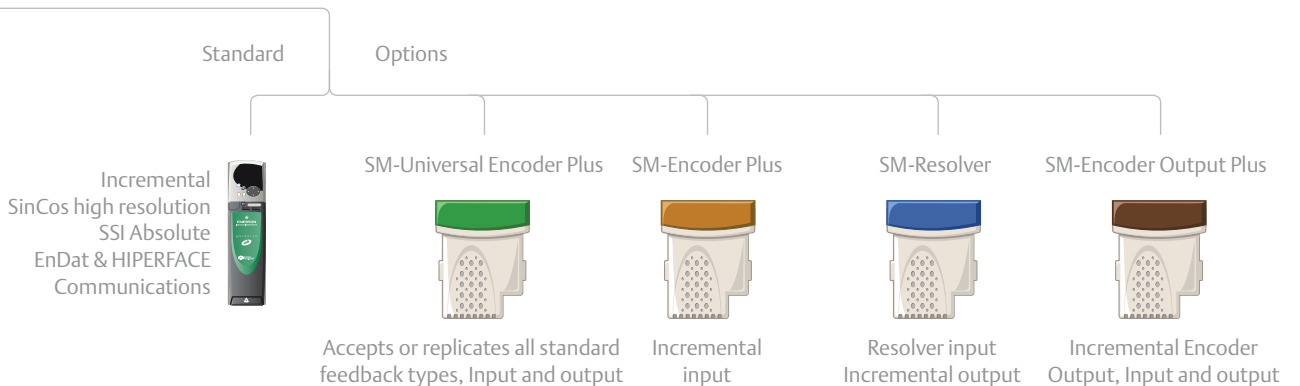 Standard
Options
Incremental
SinCos high resolution
SSI Absolute
EnDat & HIPERFACE
Communications
SM-Universal Encoder Plus
Accepts or replicates all standard
feedback types, Input and output
SM-Encoder Plus
Incremental
input
SM-Resolver
Resolver input
Incremental output
SM-Encoder Output Plus
Incremental Encoder
Output, Input and output